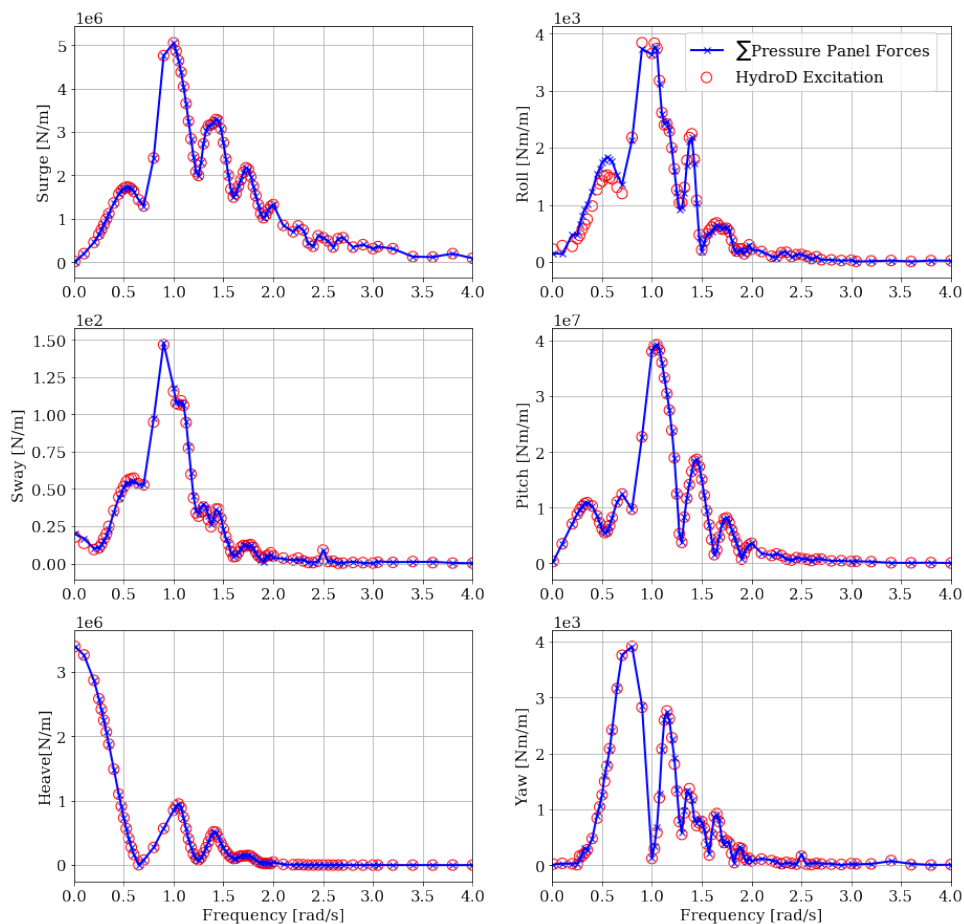 1e6
Surge [N/m]
5
4
3
2
1
0
0.0 0.5 1.0 1.5 2.0 2.5 3.0 3.5 4.0
1e3
Roll [Nm/m]
4
3
2
1
0
0.0 0.5 1.0 1.5 2.0 2.5 3.0 3.5 4.0
∑Pressure Panel Forces
HydroD Excitation
1e2
Sway [N/m]
1.50
1.25
1.00
0.75
0.50
0.25
0.00
0.0 0.5 1.0 1.5 2.0 2.5 3.0 3.5 4.0
1e7
Pitch [Nm/m]
4
3
2
1
0
0.0 0.5 1.0 1.5 2.0 2.5 3.0 3.5 4.0
1e6
Heave[N/m]
3
2
1
0
0.0 0.5 1.0 1.5 2.0 2.5 3.0 3.5 4.0
Frequency [rad/s]
1e3
Yaw [Nm/m]
4
3
2
1
0
0.0 0.5 1.0 1.5 2.0 2.5 3.0 3.5 4.0
Frequency [rad/s]